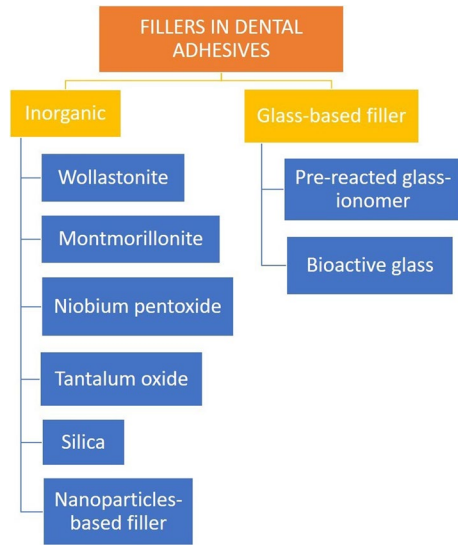 FILLERS IN DENTAL
ADHESIVES
Inorganic
Wollastonite
Montmorillonite
Niobium pentoxide
Tantalum oxide
Silica
Nanoparticles-
based filler
Glass-based filler
Pre-reacted glass-
ionomer
Bioactive glass